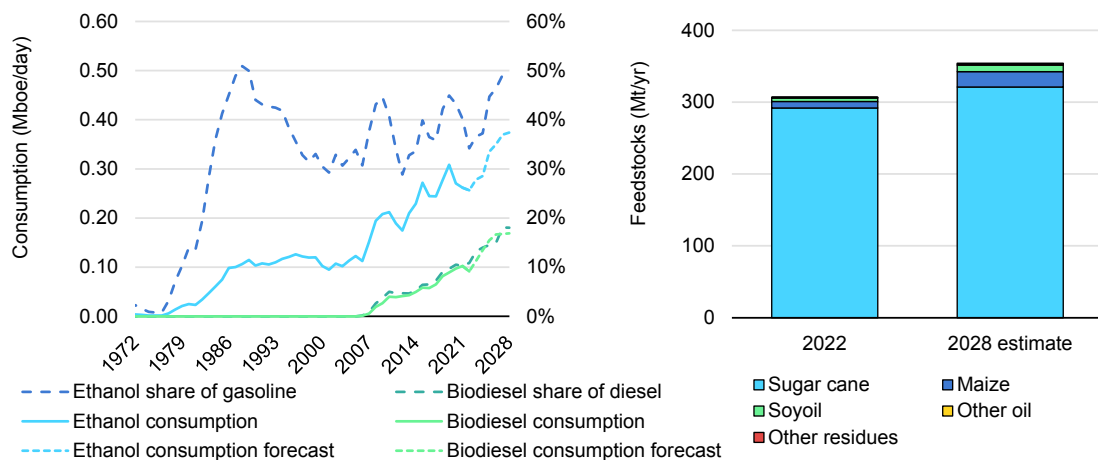 Consumption (Mboe/day)
0.60
0.50
0.40
0.30
0.20
0.10
0.00
60%
50%
40%
30%
20%
10%
0%
1972
1979
1986
1993
2000
2007
2014
2021
2028
Ethanol share of gasoline
Biodiesel share of diesel
Ethanol consumption
Biodiesel consumption
Ethanol consumption forecast
Biodiesel consumption forecast
Feedstocks (Mt/yr)
400
300
200
100
0
2022
2028 estimate
Sugar cane
Maize
Soyoil
Other oil
Other residues